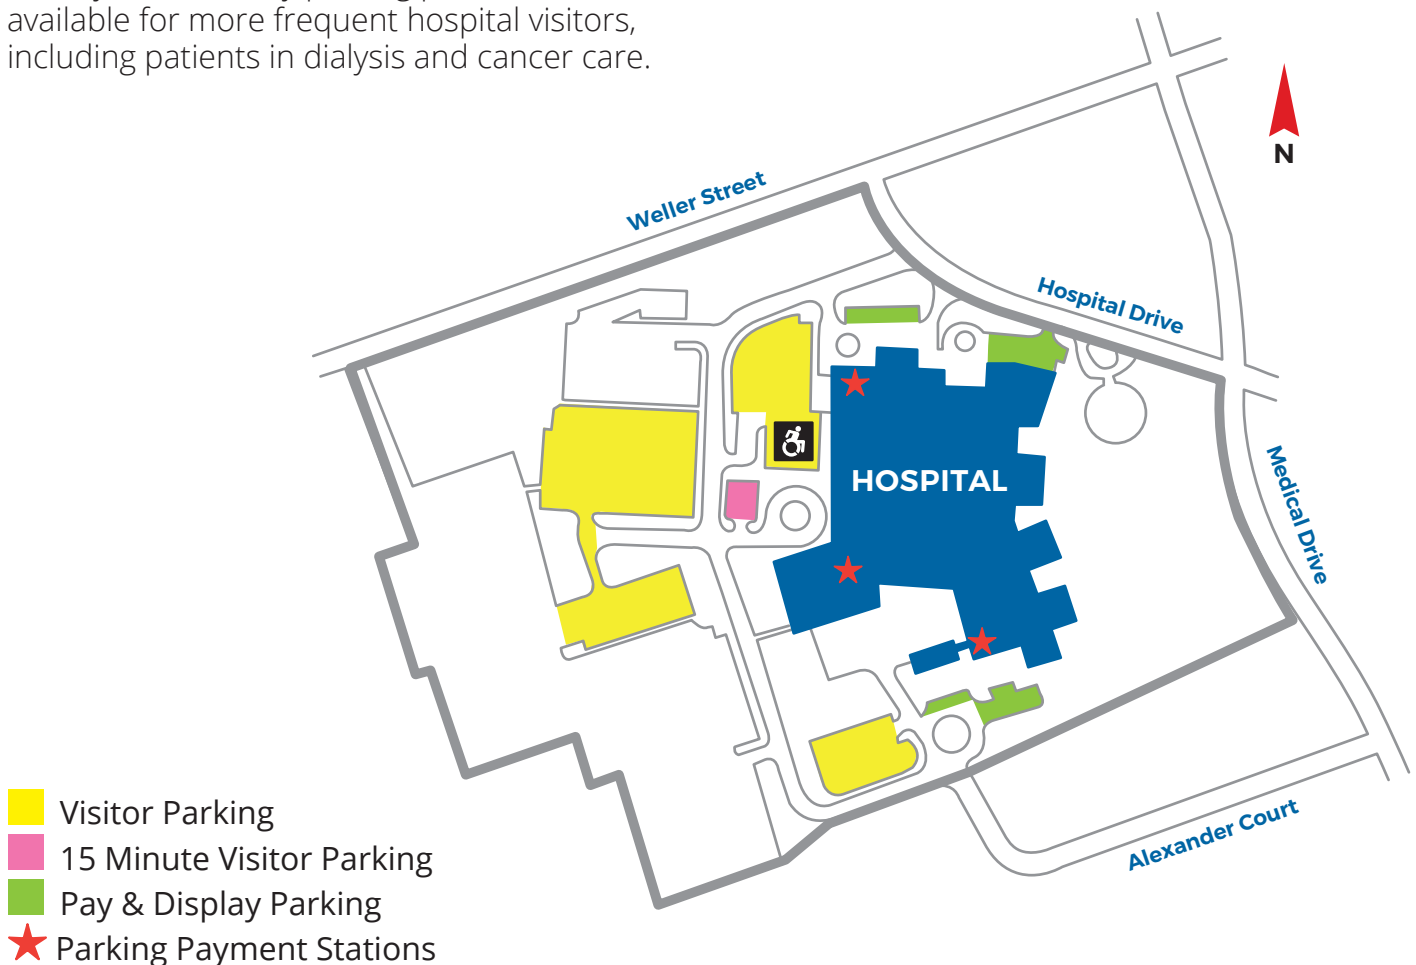 available for more frequent hospital visitors,
including patients in dialysis and cancer care.
N
Weller Street
Hospital Drive
HOSPITAL
Medical Drive
Alexander Court
Visitor Parking
15 Minute Visitor Parking
Pay & Display Parking
Parking Payment Stations